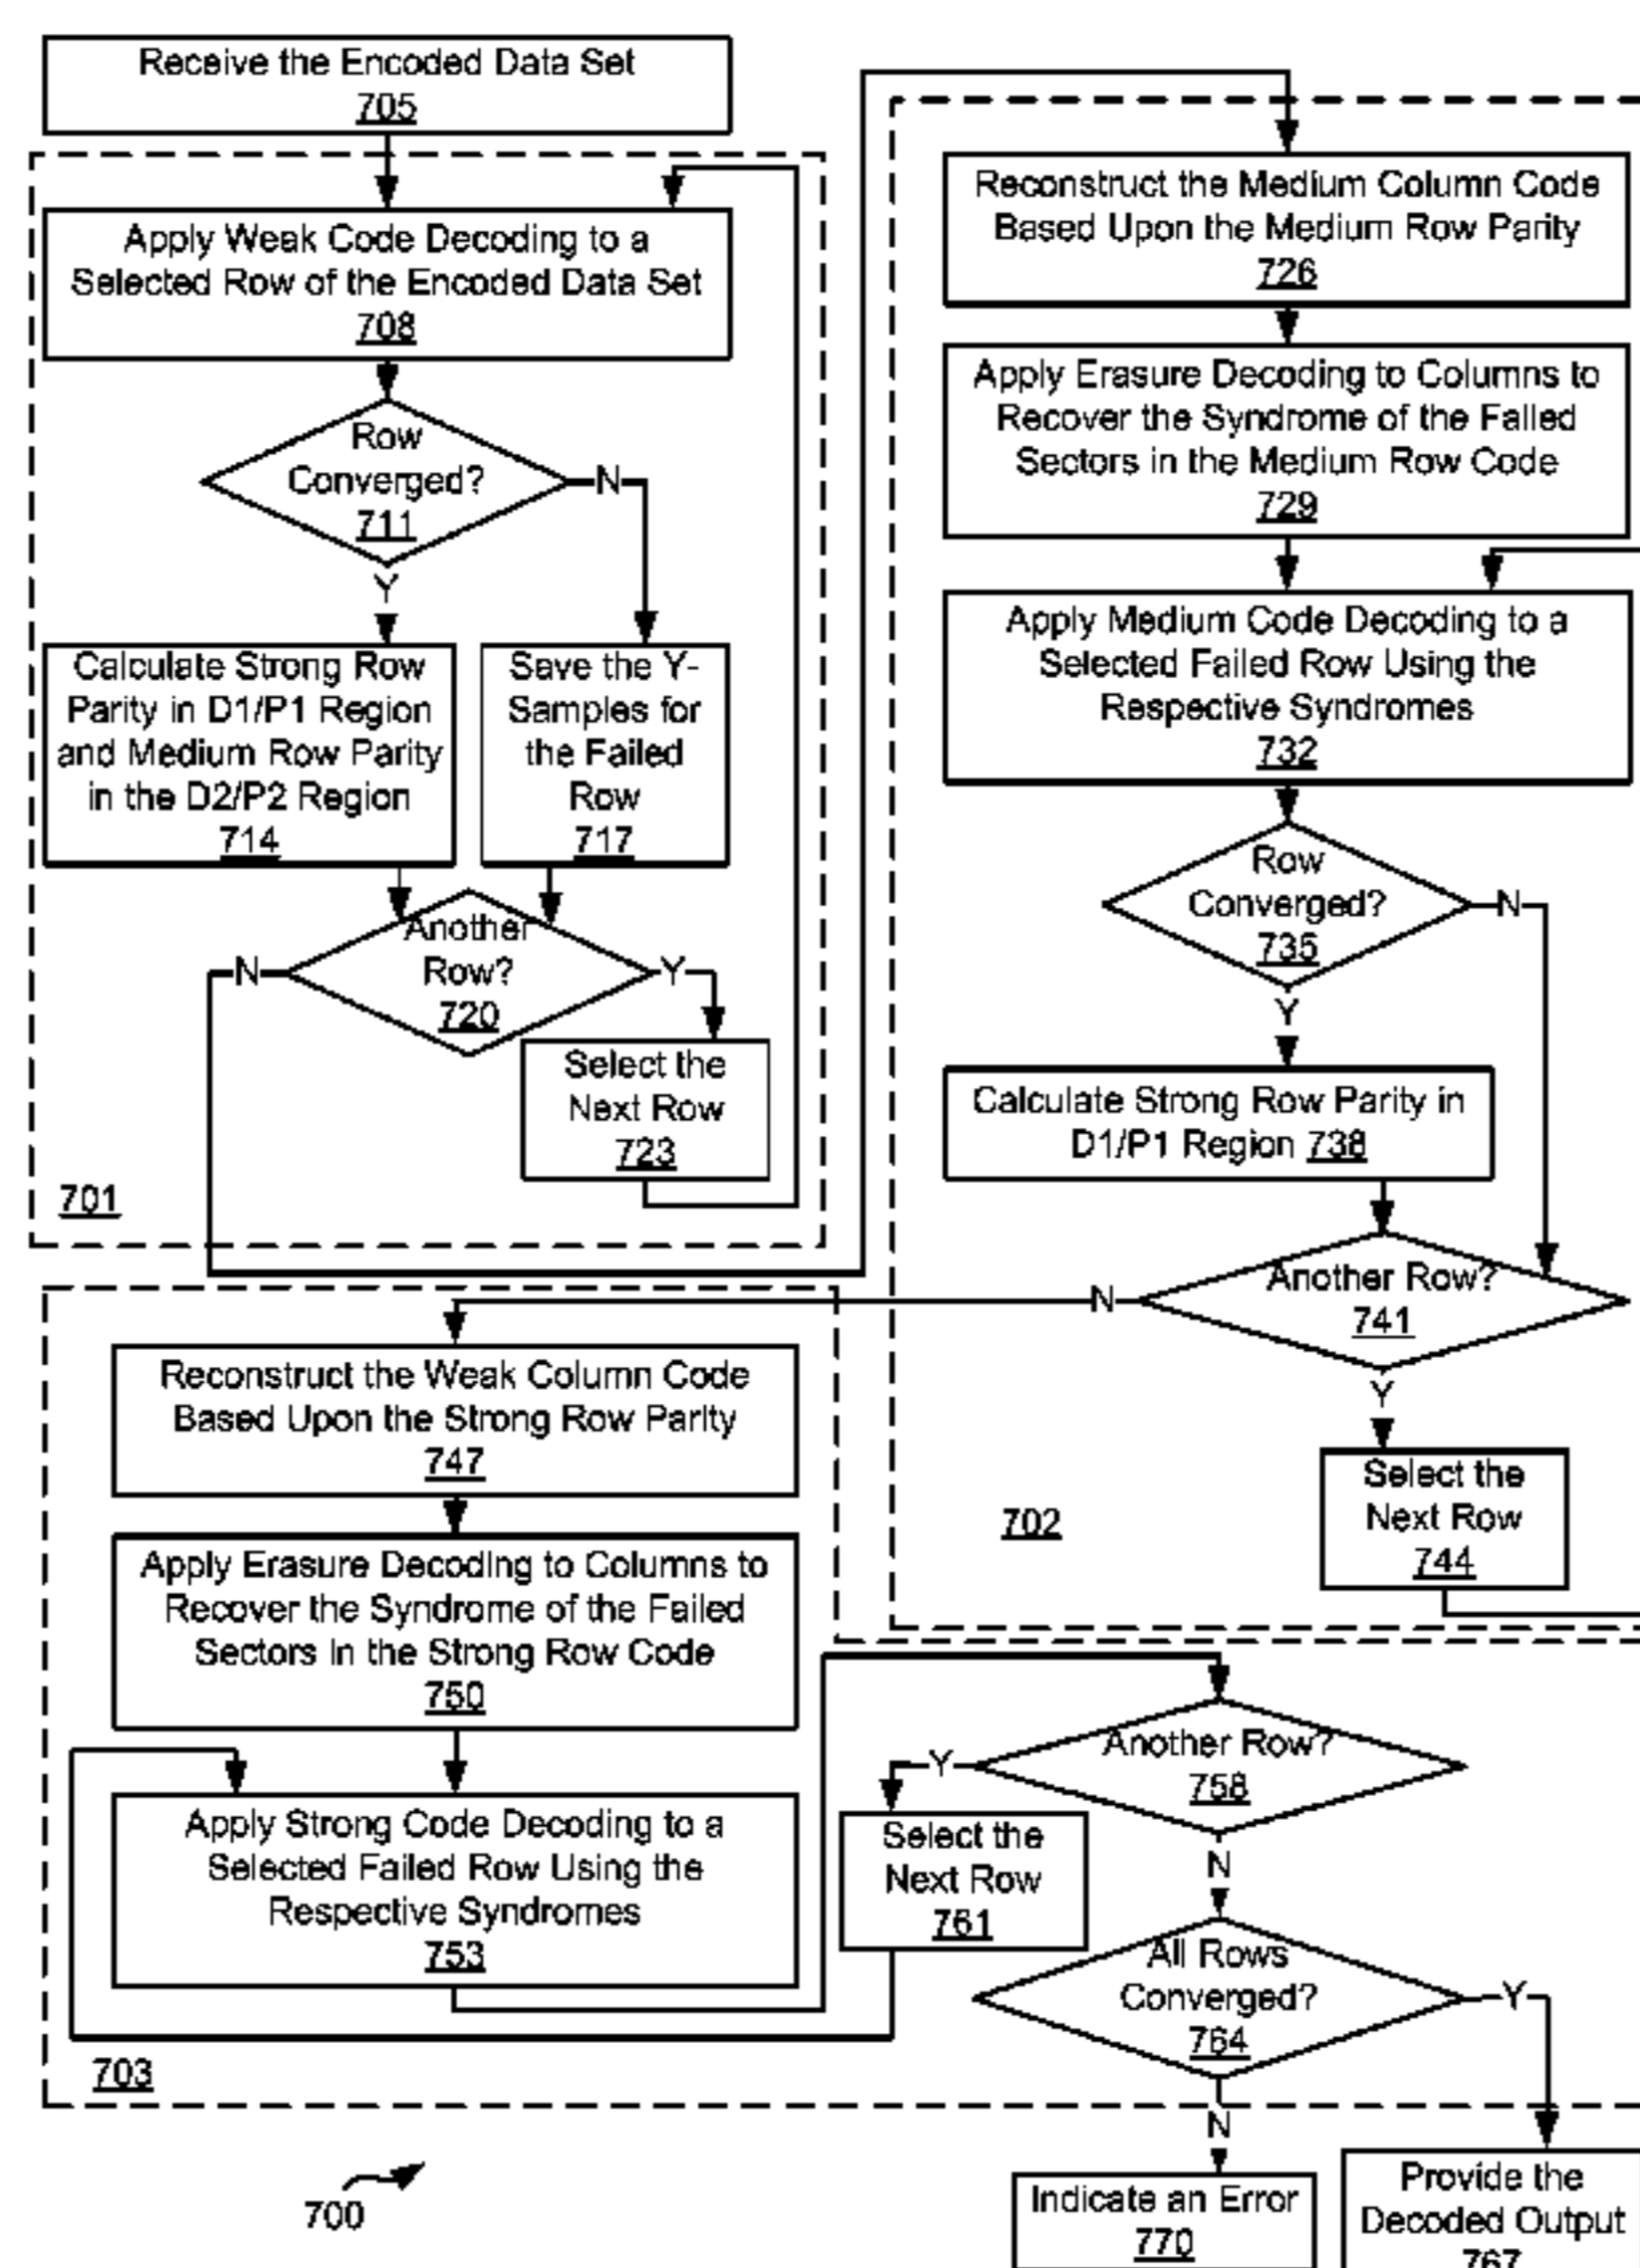 Receive the Encoded Data Set
705
Apply Weak Code Decoding to a
Selected Row of the Encoded Data Set
708
Row
Converged?
711
N
Y
Calculate Strong Row
Parity in D1/P1 Region
and Medium Row Parity
in the D2/P2 Region
714
Save the Y-
Samples for
the Failed
Row
717
Another
Row?
720
N
Y
Select the
Next Row
723
701
Reconstruct the Medium Column Code
Based Upon the Medium Row Parity
726
Apply Erasure Decoding to Columns to
Recover the Syndrome of the Failed
Sectors in the Medium Row Code
729
Apply Medium Code Decoding to a
Selected Failed Row Using the
Respective Syndromes
732
Row
Converged?
735
N
Y
Calculate Strong Row Parity in
D1/P1 Region 738
Another Row?
741
N
Y
Select the
Next Row
744
702
Reconstruct the Weak Column Code
Based Upon the Strong Row Parity
747
Apply Erasure Decoding to Columns to
Recover the Syndrome of the Failed
Sectors in the Strong Row Code
750
Apply Strong Code Decoding to a
Selected Failed Row Using the
Respective Syndromes
753
Another Row?
758
Y
N
Select the
Next Row
761
All Rows
Converged?
764
Y
N
703
Indicate an Error
770
Provide the
Decoded Output
767
700